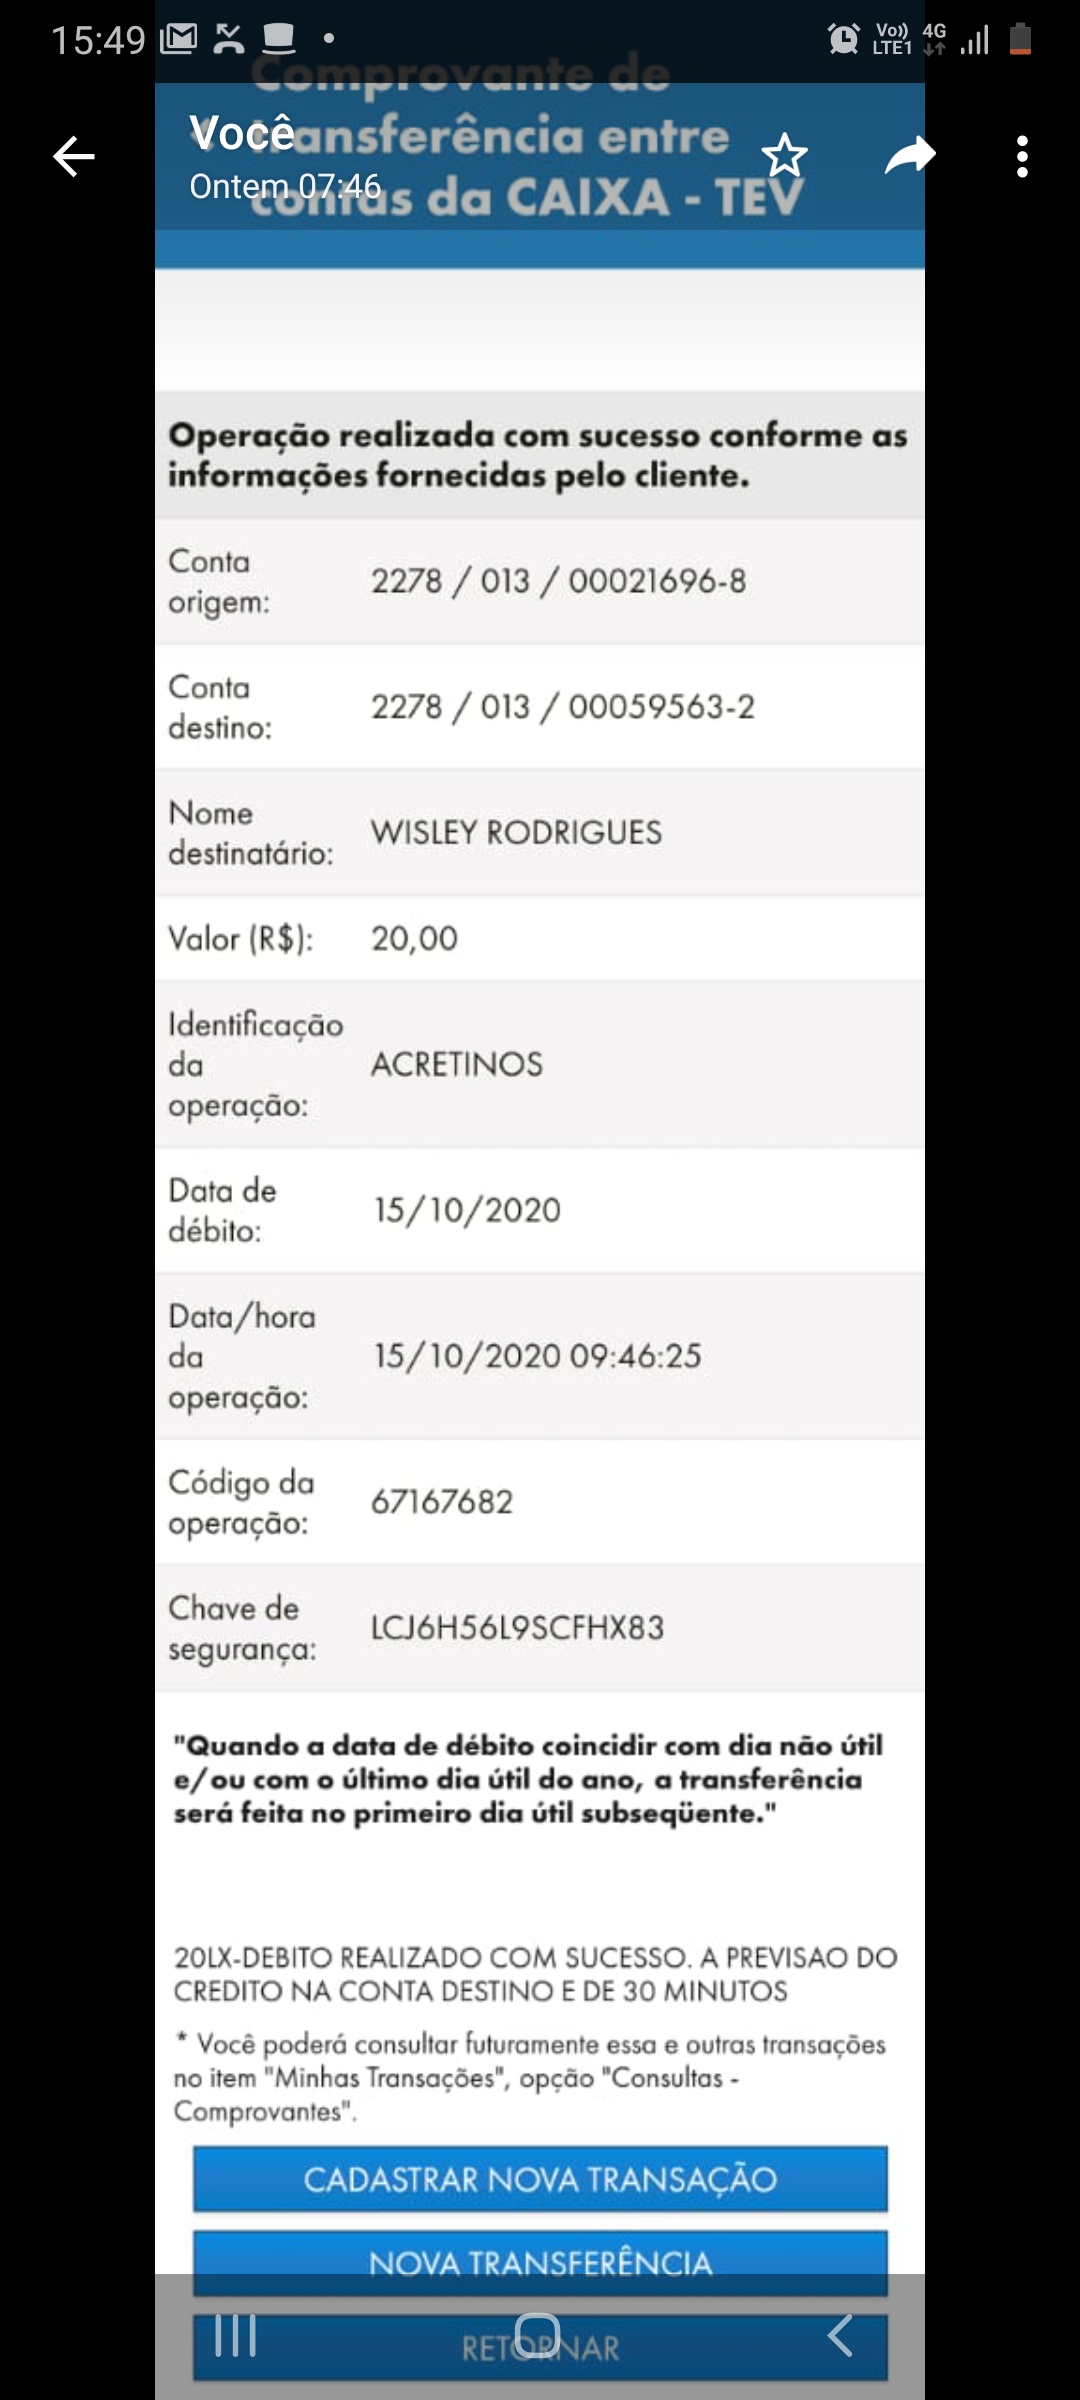 15:49
Vo)) LTE1 4G
Comprovante de
transferência entre
contas da CAIXA - TEV
Você
Ontem 07:46
Operação realizada com sucesso conforme as
informações fornecidas pelo cliente.
Conta
origem:
2278 / 013 / 00021696-8
Conta
destino:
2278 / 013 / 00059563-2
Nome
destinatário:
WISLEY RODRIGUES
Valor (R$):
20,00
Identificação
da
operação:
ACRETINOS
Data de
débito:
15/10/2020
Data/hora
da
operação:
15/10/2020 09:46:25
Código da
operação:
67167682
Chave de
segurança:
LCJ6H56L9SCFHX83
"Quando a data de débito coincidir com dia não útil
e/ou com o último dia útil do ano, a transferência
será feita no primeiro dia útil subseqüente."
20LX-DEBITO REALIZADO COM SUCESSO. A PREVISAO DO
CREDITO NA CONTA DESTINO E DE 30 MINUTOS
* Você poderá consultar futuramente essa e outras transações
no item "Minhas Transações", opção "Consultas -
Comprovantes".
CADASTRAR NOVA TRANSAÇÃO
NOVA TRANSFERÊNCIA
RETORNAR